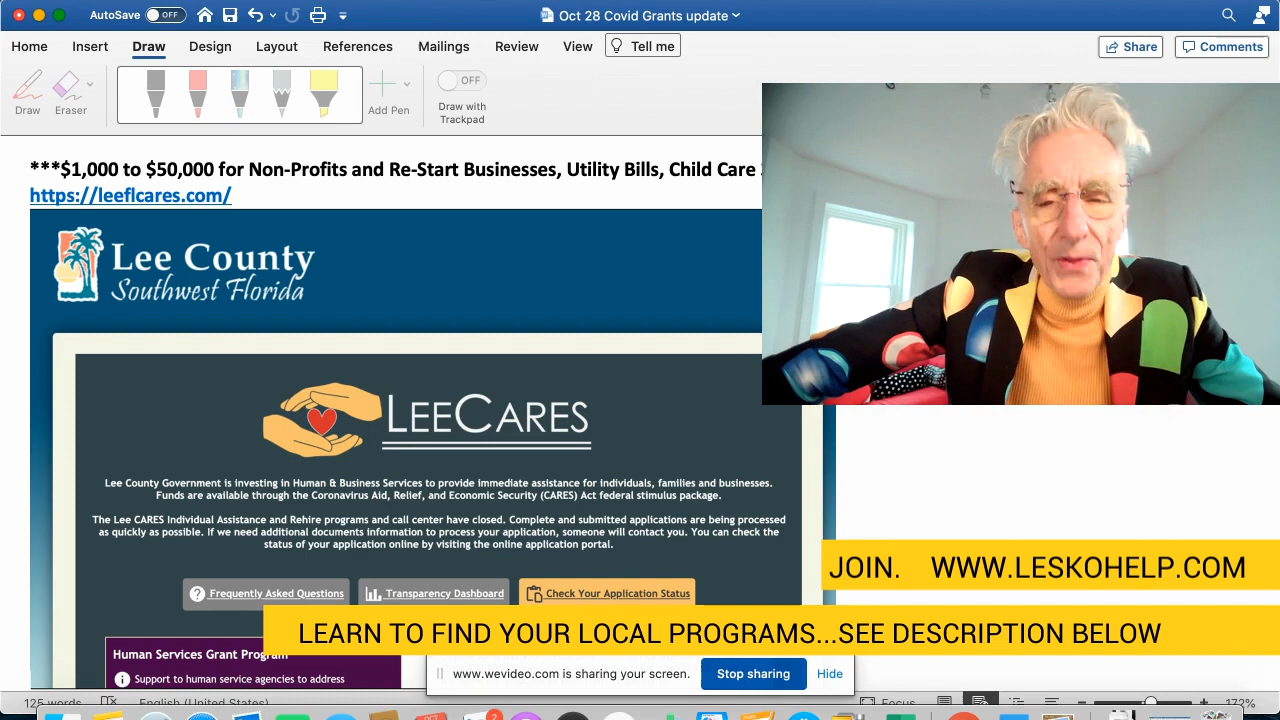 AutoSave OFF
Oct 28 Covid Grants update
Home Insert Draw Design Layout References Mailings Review View Tell me Share Comments
Draw Eraser Add Pen OFF
Draw with
Trackpad
***$1,000 to $50,000 for Non-Profits and Re-Start Businesses, Utility Bills, Child Care
https://leeflcares.com/
Lee County
Southwest Florida
LEECARES
Lee County Government is investing in Human & Business Services to provide immediate assistance for individuals, families and businesses.
Funds are available through the Coronavirus Aid, Relief, and Economic Security (CARES) Act federal stimulus package.
The Lee CARES Individual Assistance and Rehire programs and call center have closed. Complete and submitted applications are being processed
as quickly as possible. If we need additional documents information to process your application, someone will contact you. You can check the
status of your application online by visiting the online application portal.
JOIN. WWW.LESKOHELP.COM
Frequently Asked Questions Transparency Dashboard Check Your Application Status
LEARN TO FIND YOUR LOCAL PROGRAMS...SEE DESCRIPTION BELOW
Human Services Grant Program
Support to human service agencies to address
www.wevideo.com is sharing your screen. Stop sharing Hide
125 words English (United States) Focus 172%